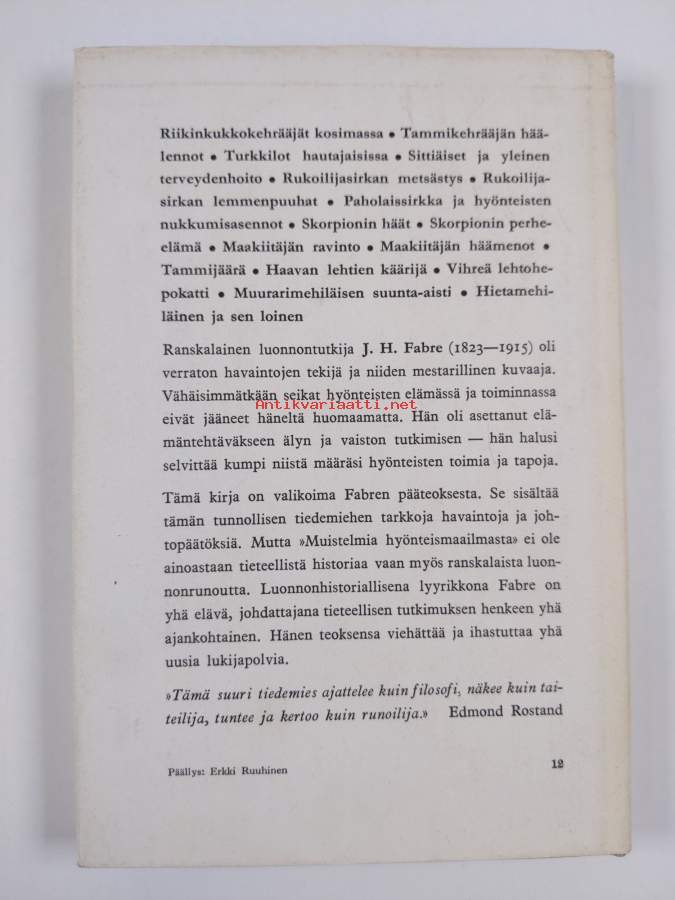 Riikinkukkokehrääjät kosimassa • Tammikehrääjän hää-
lennot • Turkkilot hautajaisissa • Sittiäiset ja yleinen
terveydenhoito • Rukoilijasirkan metsästys • Rukoilija-
sirkan lemmenpuuhat • Paholaissirkka ja hyönteisten
nukkumisasennot • Skorpionin häät • Skorpionin perhe-
elämä • Maakiitäjän ravinto • Maakiitäjän häämenot •
Tammijäärä • Haavan lehtien käärijä • Vihreä lehtohe-
pokatti • Muurarimehiläisen suunta-aisti • Hietamehi-
läinen ja sen loinen
Ranskalainen luonnontutkija J. H. Fabre (1823—1915) oli
verraton havaintojen tekijä ja niiden mestarillinen kuvaaja.
Vähäisimmätkään seikat hyönteisten elämässä ja toiminnassa
Antikvariaatti.net
eivät jääneet häneltä huomaamatta. Hän oli asettanut elä-
mäntehtäväkseen älyn ja vaiston tutkimisen — hän halusi
selvittää kumpi niistä määräsi hyönteisten toimia ja tapoja.
Tämä kirja on valikoima Fabren pääteoksesta. Se sisältää
tämän tunnollisen tiedemiehen tarkkoja havaintoja ja joh-
topäätöksiä. Mutta »Muistelmia hyönteismaailmasta» ei ole
ainoastaan tieteellistä historiaa vaan myös ranskalaista luon-
nonrunoutta. Luonnonhistoriallisena lyyrikkona Fabre on
yhä elävä, johdattajana tieteellisen tutkimuksen henkeen yhä
ajankohtainen. Hänen teoksensa viehättää ja ihastuttaa yhä
uusia lukijapolvia.
»Tämä suuri tiedemies ajattelee kuin filosofi, näkee kuin tai-
teilija, tuntee ja kertoo kuin runoilija.» Edmond Rostand
Päällys: Erkki Ruuhinen 12